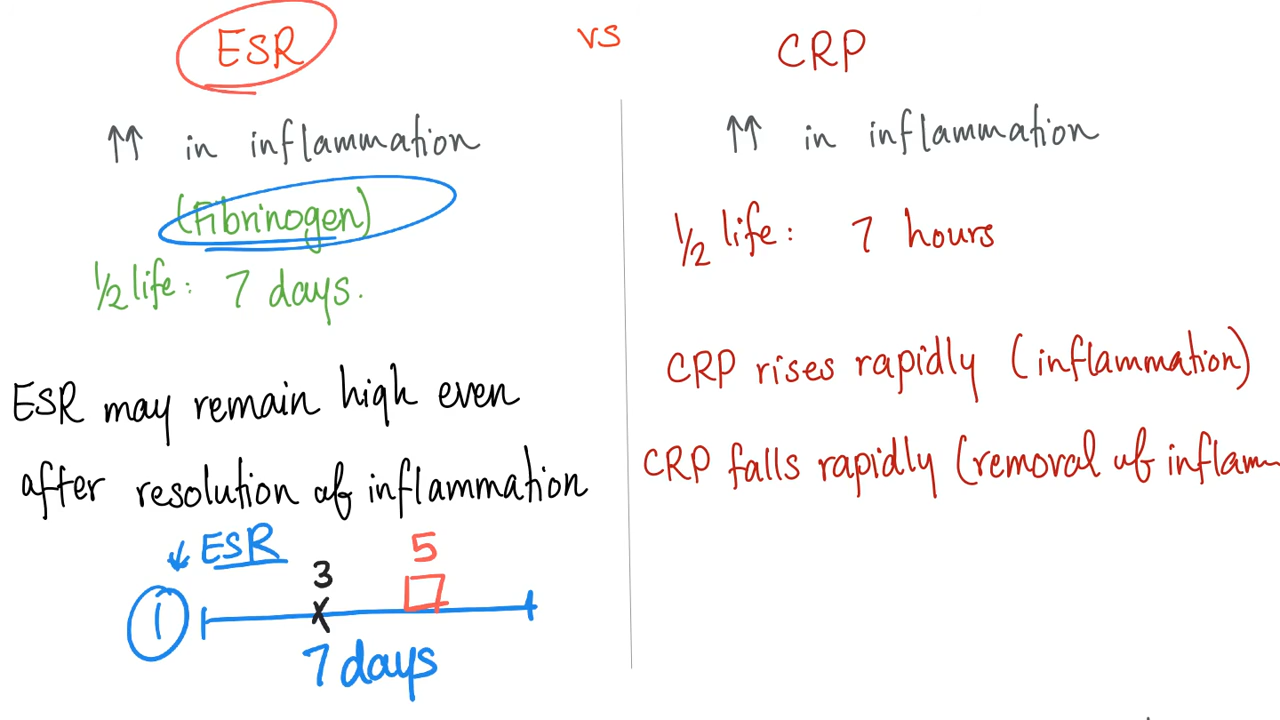 ESR vs CRP
↑↑ in inflammation
(Fibrinogen)
½ life: 7 days.
ESR may remain high even
after resolution of inflammation
↓ ESR
5
3
1
7 days
↑↑ in inflammation
½ life: 7 hours
CRP rises rapidly (inflammation)
CRP falls rapidly (removal of inflam